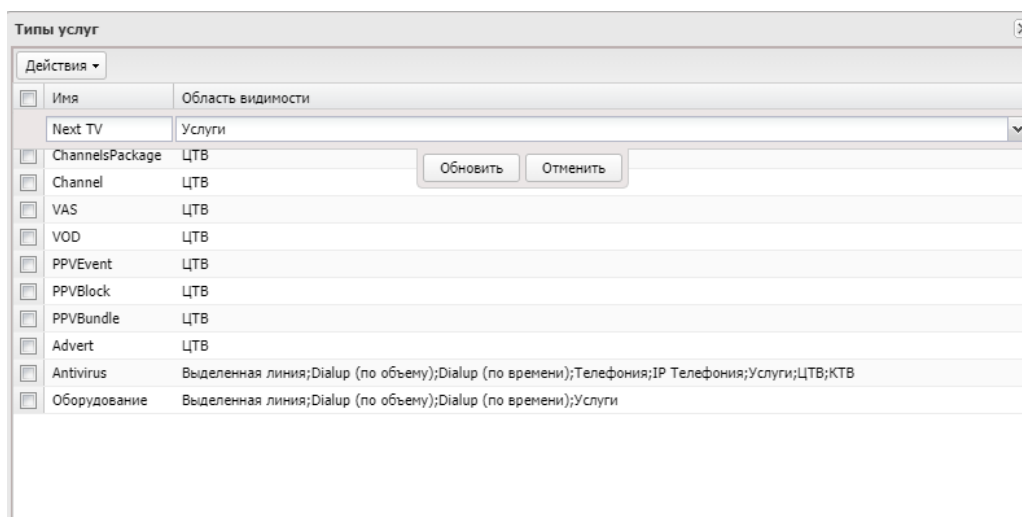 Типы услуг
Действия
Имя Область видимости
Next TV Услуги
ChannelsPackage ЦТВ
Обновить Отменить
Channel ЦТВ
VAS ЦТВ
VOD ЦТВ
PPVEvent ЦТВ
PPVBlock ЦТВ
PPVBundle ЦТВ
Advert ЦТВ
Antivirus Выделенная линия;Dialup (по объему);Dialup (по времени);Телефония;IP Телефония;Услуги;ЦТВ;КТВ
Оборудование Выделенная линия;Dialup (по объему);Dialup (по времени);Услуги